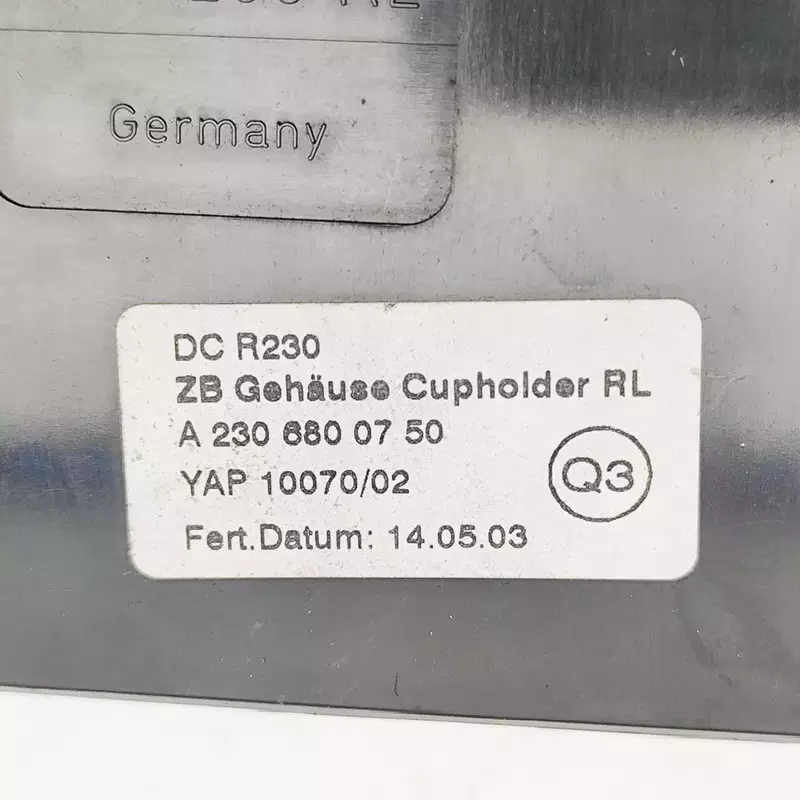 Germany
DC R230
ZB Gehäuse Cupholder RL
A 230 680 07 50
YAP 10070/02
Q3
Fert.Datum: 14.05.03